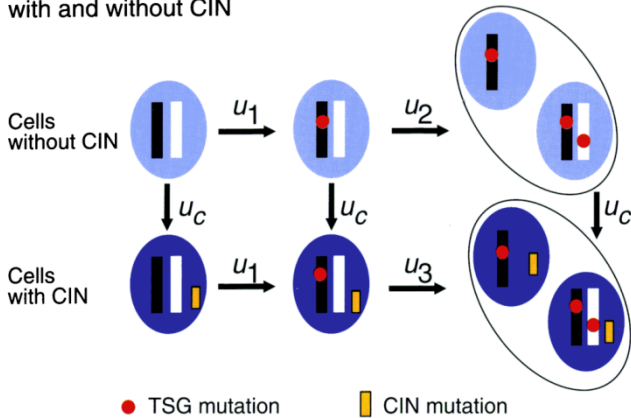 with and without CIN
Cells
without CIN
u1
u2
uc
uc
uc
Cells
with CIN
u1
u3
TSG mutation
CIN mutation